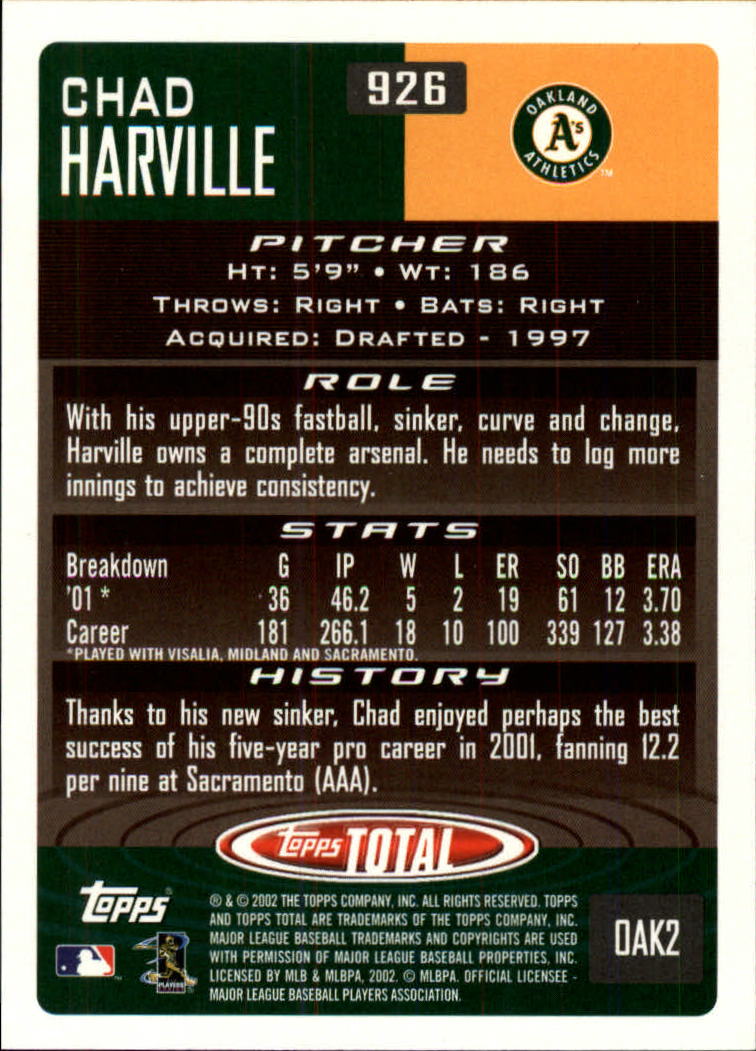 CHAD
HARVILLE
926
OAKLAND
A's
ATHLETICS
™
PITCHER
HT: 5'9" • WT: 186
THROWS: RIGHT • BATS: RIGHT
ACQUIRED: DRAFTED - 1997
ROLE
With his upper-90s fastball, sinker, curve and change,
Harville owns a complete arsenal. He needs to log more
innings to achieve consistency.
STATS
Breakdown G IP W L ER SO BB ERA
'01 * 36 46.2 5 2 19 61 12 3.70
Career 181 266.1 18 10 100 339 127 3.38
*PLAYED WITH VISALIA, MIDLAND AND SACRAMENTO.
HISTORY
Thanks to his new sinker, Chad enjoyed perhaps the best
success of his five-year pro career in 2001, fanning 12.2
per nine at Sacramento (AAA).
topps TOTAL
topps®
® & © 2002 THE TOPPS COMPANY, INC. ALL RIGHTS RESERVED. TOPPS
AND TOPPS TOTAL ARE TRADEMARKS OF THE TOPPS COMPANY, INC.
MAJOR LEAGUE BASEBALL TRADEMARKS AND COPYRIGHTS ARE USED
WITH PERMISSION OF MAJOR LEAGUE BASEBALL PROPERTIES, INC.
LICENSED BY MLB & MLBPA, 2002. © MLBPA. OFFICIAL LICENSEE -
MAJOR LEAGUE BASEBALL PLAYERS ASSOCIATION.
PLAYERS
OAK2